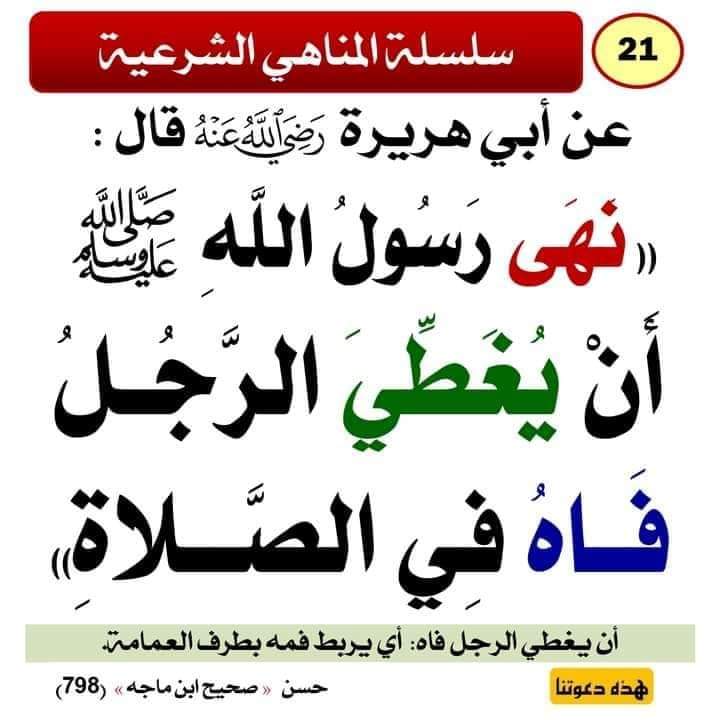 سلسلة المناهي الشرعية 21
عن أبي هريرة رَضِيَ اللَّهُ عَنْهُ قال :
(( نَهَى رَسُولُ اللَّهِ صَلَّى اللَّهُ عَلَيْهِ وَسَلَّمَ
أَنْ يُغَطِّيَ الرَّجُلُ
فَاهُ فِي الصَّلَاةِ ))
أن يغطي الرجل فاه: أي يربط فمه بطرف العمامة.
هذه دعوتنا حسن « صحيح ابن ماجه » (798)